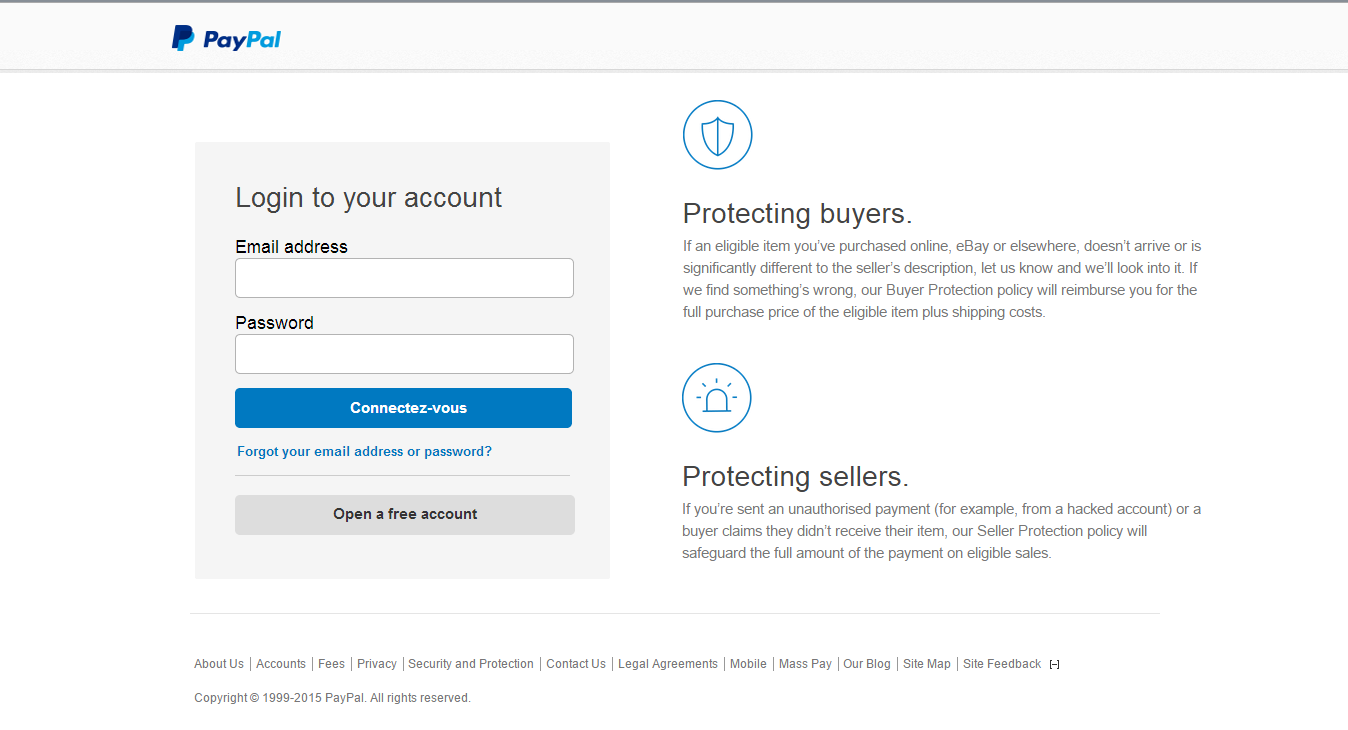 PayPal
Login to your account
Email address
Password
Connectez-vous
Forgot your email address or password?
Open a free account
Protecting buyers.
If an eligible item you’ve purchased online, eBay or elsewhere, doesn’t arrive or is
significantly different to the seller’s description, let us know and we’ll look into it. If
we find something’s wrong, our Buyer Protection policy will reimburse you for the
full purchase price of the eligible item plus shipping costs.
Protecting sellers.
If you’re sent an unauthorised payment (for example, from a hacked account) or a
buyer claims they didn’t receive their item, our Seller Protection policy will
safeguard the full amount of the payment on eligible sales.
About Us | Accounts | Fees | Privacy | Security and Protection | Contact Us | Legal Agreements | Mobile | Mass Pay | Our Blog | Site Map | Site Feedback [–]
Copyright © 1999-2015 PayPal. All rights reserved.